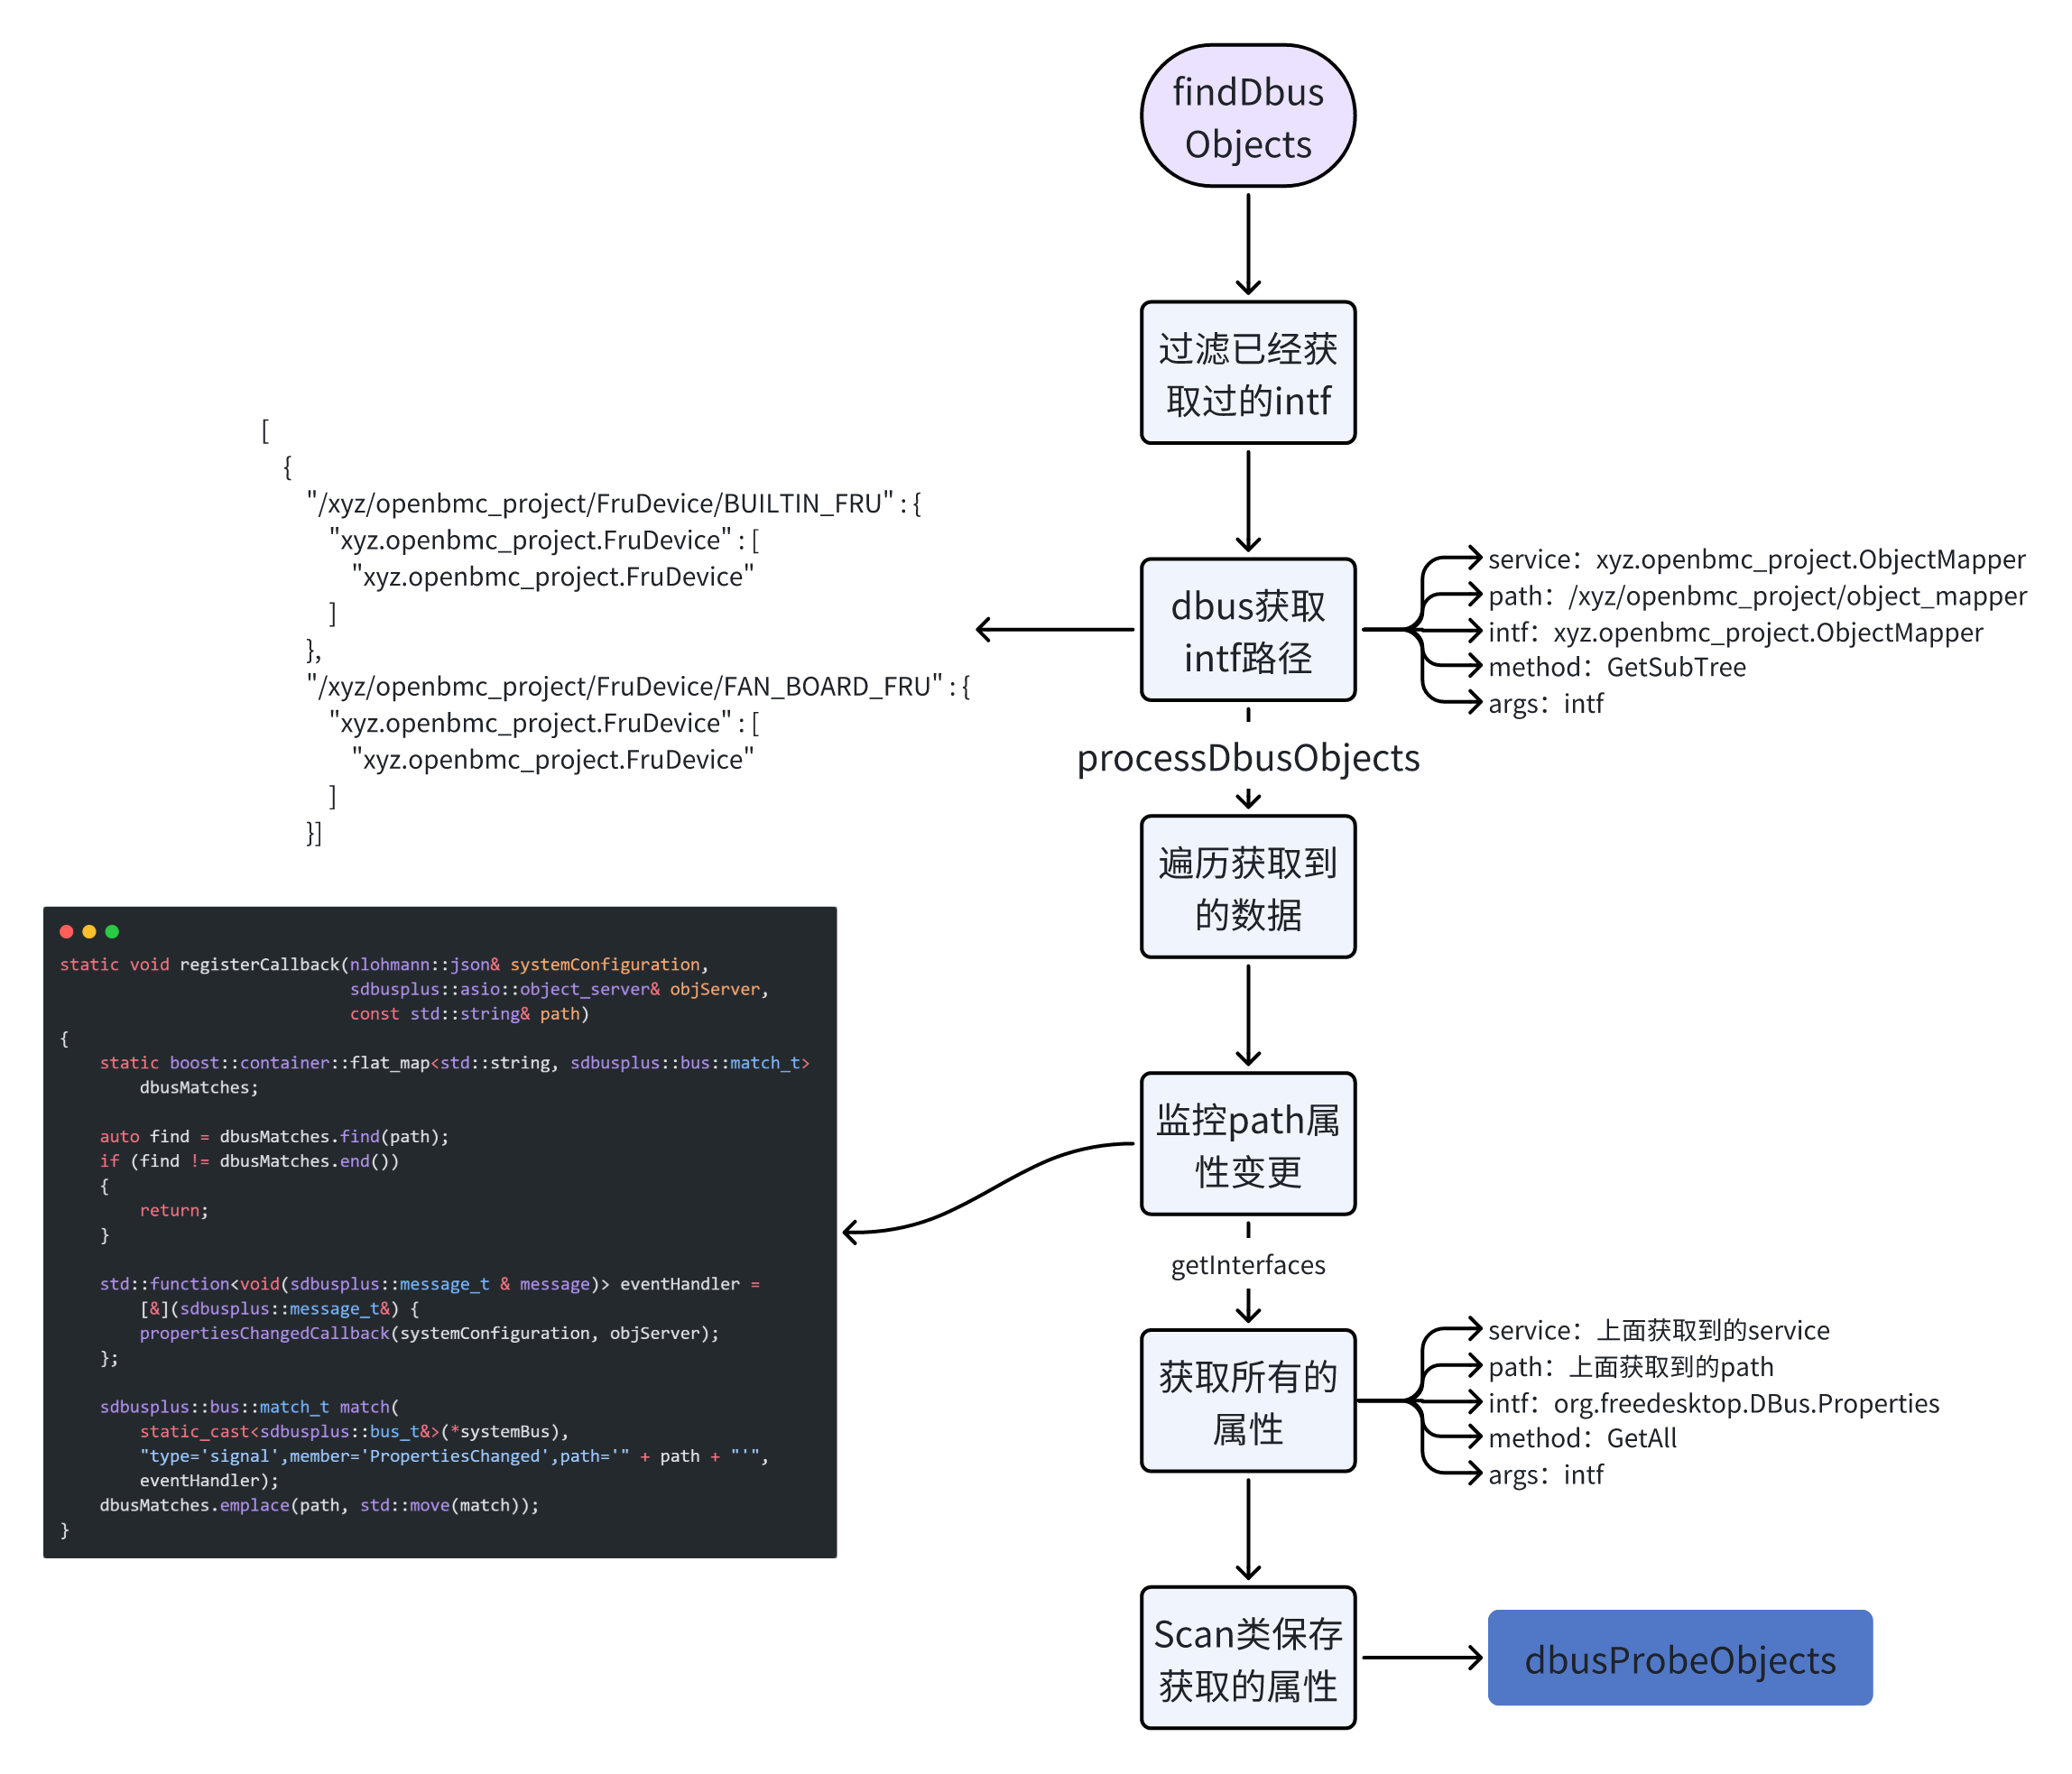 findDbus
Objects
过滤已经获
取过的intf
[
{
"/xyz/openbmc_project/FruDevice/BUILTIN_FRU" : {
"xyz.openbmc_project.FruDevice" : [
"xyz.openbmc_project.FruDevice"
]
},
"/xyz/openbmc_project/FruDevice/FAN_BOARD_FRU" : {
"xyz.openbmc_project.FruDevice" : [
"xyz.openbmc_project.FruDevice"
]
}]
dbus获取
intf路径
service：xyz.openbmc_project.ObjectMapper
path：/xyz/openbmc_project/object_mapper
intf：xyz.openbmc_project.ObjectMapper
method：GetSubTree
args：intf
processDbusObjects
遍历获取到
的数据
监控path属
性变更
static void registerCallback(nlohmann::json& systemConfiguration,
sdbusplus::asio::object_server& objServer,
const std::string& path)
{
static boost::container::flat_map<std::string, sdbusplus::bus::match_t>
dbusMatches;
auto find = dbusMatches.find(path);
if (find != dbusMatches.end())
{
return;
}
std::function<void(sdbusplus::message_t & message)> eventHandler =
[&](sdbusplus::message_t&) {
propertiesChangedCallback(systemConfiguration, objServer);
};
sdbusplus::bus::match_t match(
static_cast<sdbusplus::bus_t&>(*systemBus),
"type='signal',member='PropertiesChanged',path='" + path + "'",
eventHandler);
dbusMatches.emplace(path, std::move(match));
}
getInterfaces
获取所有的
属性
service：上面获取到的service
path：上面获取到的path
intf：org.freedesktop.DBus.Properties
method：GetAll
args：intf
Scan类保存
获取的属性
dbusProbeObjects